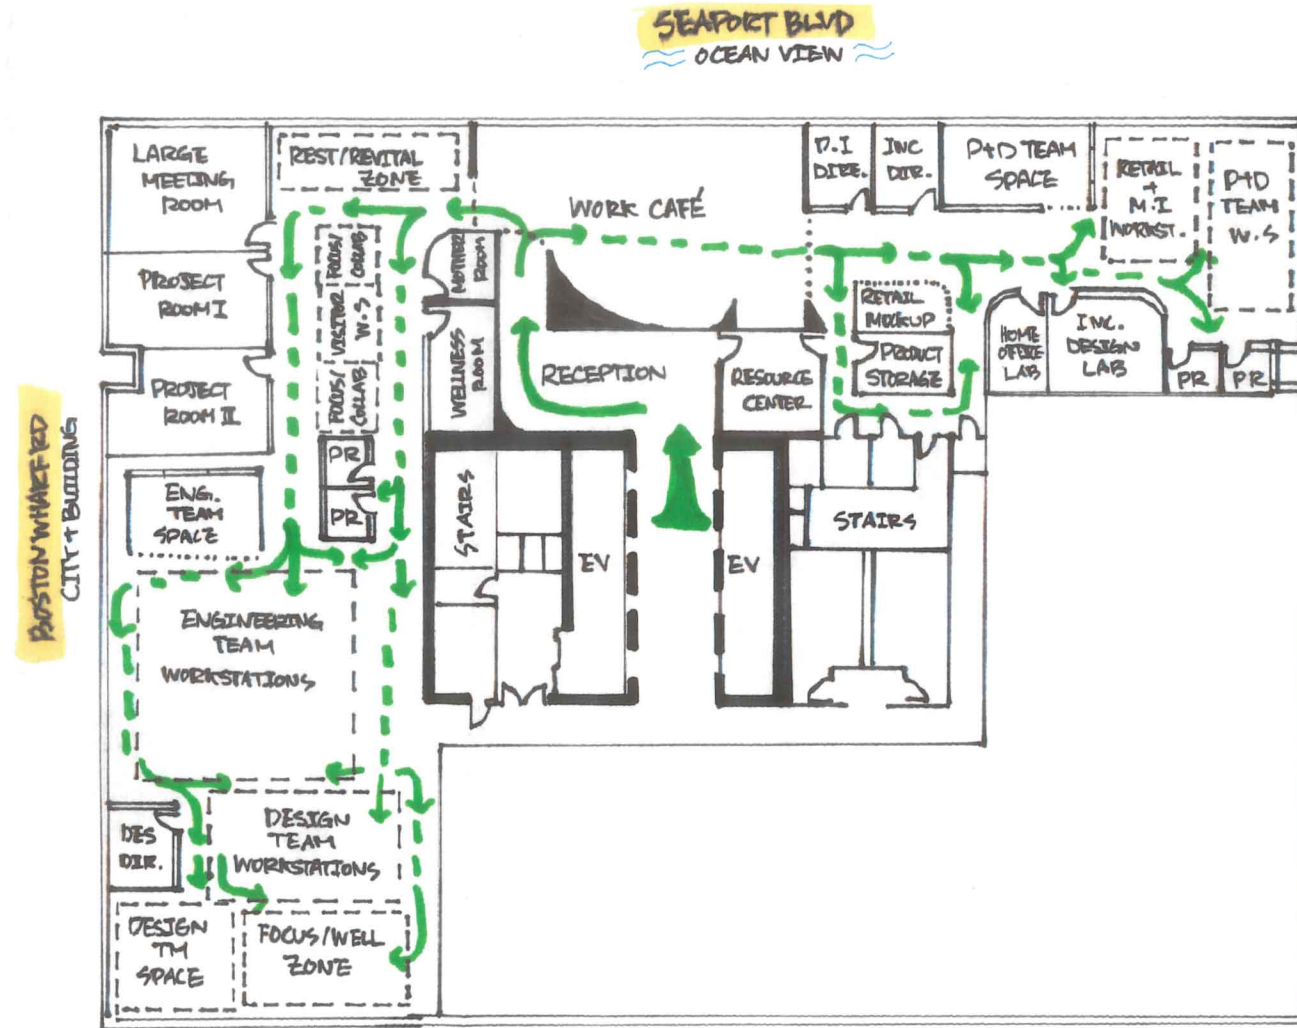 SEAPORT BLVD
OCEAN VIEW
BOSTON WHARF RD
CITY + BUILDING
LARGE
MEETING
ROOM
REST/REVITAL
ZONE
PROJECT
ROOM I
PROJECT
ROOM II
FOCUS/
COLLAB
VISITOR
W.S
FOCUS/
COLLAB
PR
PR
MOTHER
ROOM
WELLNESS
ROOM
WORK CAFÉ
RECEPTION
RESOURCE
CENTER
D.I
DIRE.
INC
DIR.
P+D TEAM
SPACE
RETAIL
+
M.I
WORKST.
P+D
TEAM
W.S
RETAIL
MOCKUP
PRODUCT
STORAGE
HOME
OFFICE
LAB
INC.
DESIGN
LAB
PR
PR
ENG.
TEAM
SPACE
STAIRS
EV
EV
STAIRS
ENGINEERING
TEAM
WORKSTATIONS
DESIGN
TEAM
WORKSTATIONS
DES
DIR.
DESIGN
TM
SPACE
FOCUS/WELL
ZONE